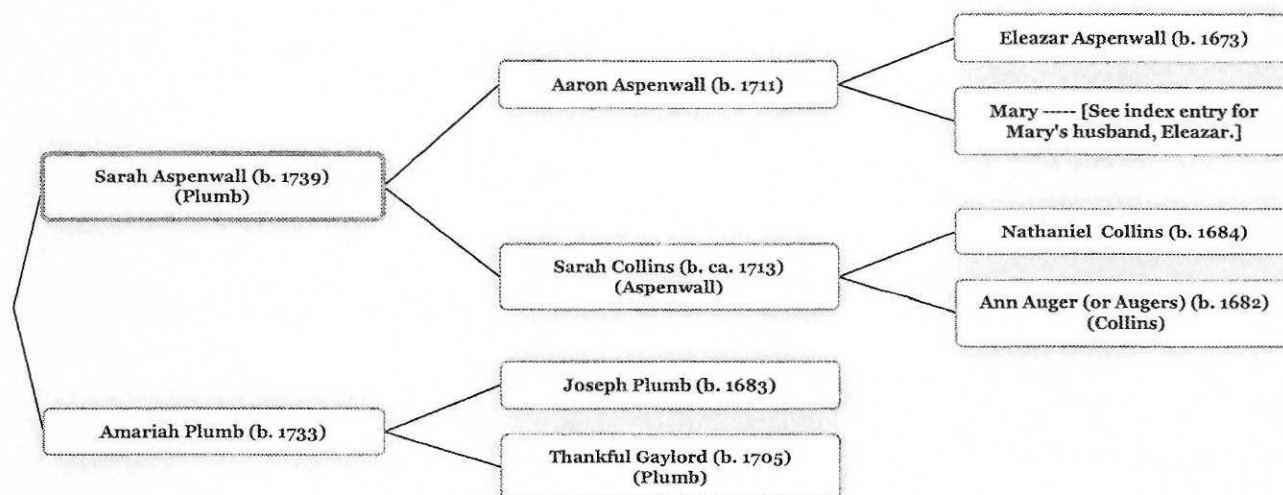 Eleazar Aspenwall (b. 1673)
Aaron Aspenwall (b. 1711)
Mary ----- [See index entry for
Mary's husband, Eleazar.]
Sarah Aspenwall (b. 1739)
(Plumb)
Nathaniel Collins (b. 1684)
Sarah Collins (b. ca. 1713)
(Aspenwall)
Ann Auger (or Augers) (b. 1682)
(Collins)
Joseph Plumb (b. 1683)
Amariah Plumb (b. 1733)
Thankful Gaylord (b. 1705)
(Plumb)